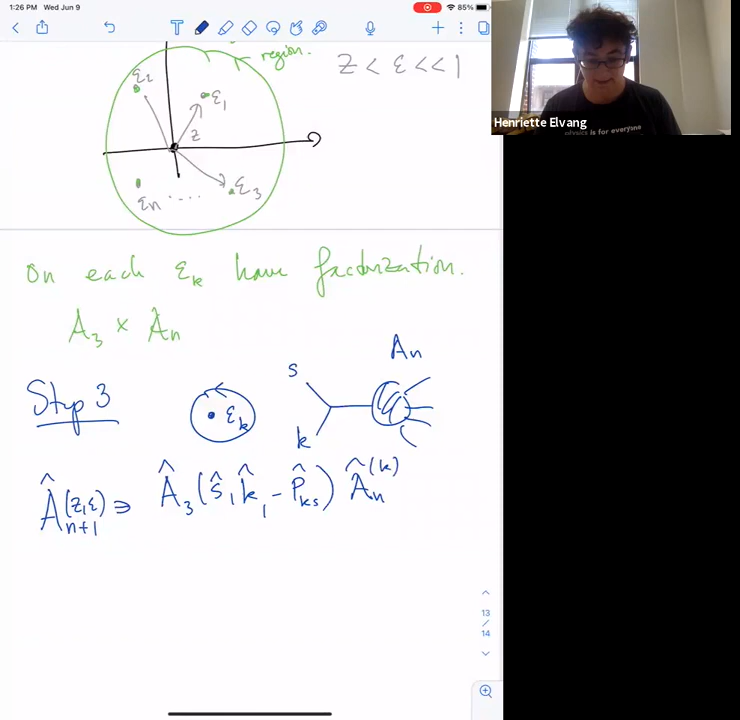 1:26 PM Wed Jun 9
85%
region.
z < ε << 1
ε2
ε1
z
εn ....
ε3
Henriette Elvang
physics is for everyone
On each εk have factorization.
A3 × Ân
Step 3
εk
s
k
An
Â(z,ε)n+1 ∋ Â3(ŝ, k̂, -P̂ks) Ân(k)
13
/
14